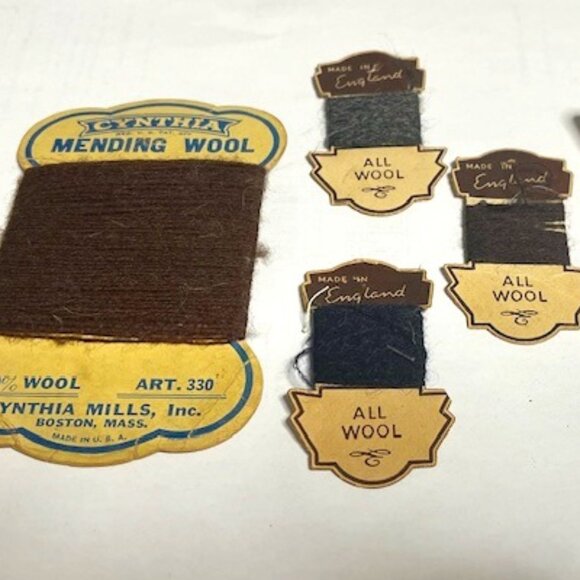 CYNTHIA
MENDING WOOL
% WOOL ART. 330
CYNTHIA MILLS, Inc.
BOSTON, MASS.
MADE IN U.S.A.
MADE IN
England
ALL
WOOL
MADE IN
England
ALL
WOOL
MADE IN
England
ALL
WOOL